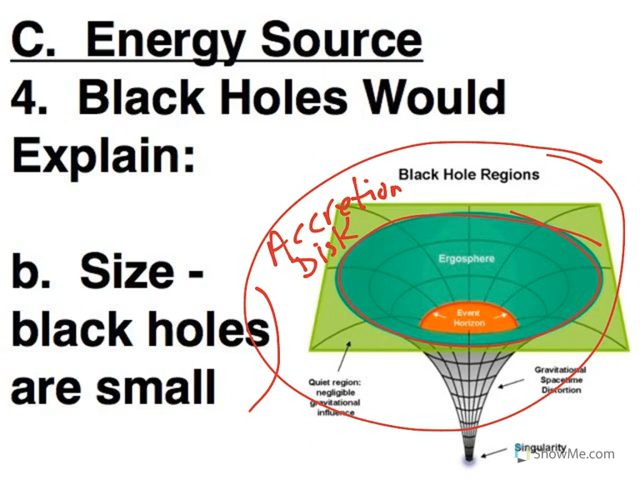 C. Energy Source
4. Black Holes Would
Explain:
b. Size -
black holes
are small
Black Hole Regions
Accretion
Disk
Ergosphere
Event
Horizon
Quiet region:
negligible
gravitational
influence
Gravitational
Spacetime
Distortion
Singularity
ShowMe.com